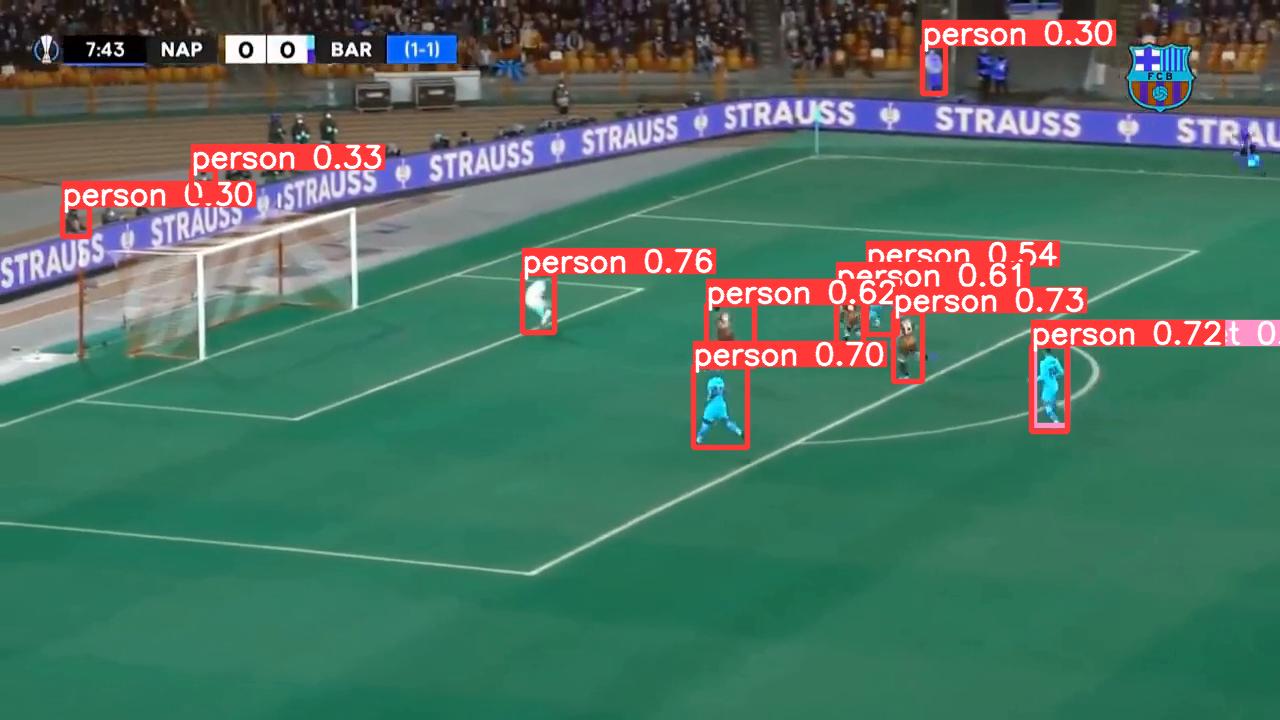 7:43 NAP 0 0 BAR (1-1)
person 0.30
FCB
STRAUSS STRAUSS STRAUSS STRAUSS STRAUSS STRAUSS STRAUSS STRA
person 0.33
person 0.30
person 0.76
person 0.54
person 0.61
person 0.62
person 0.73
person 0.72
person 0.70